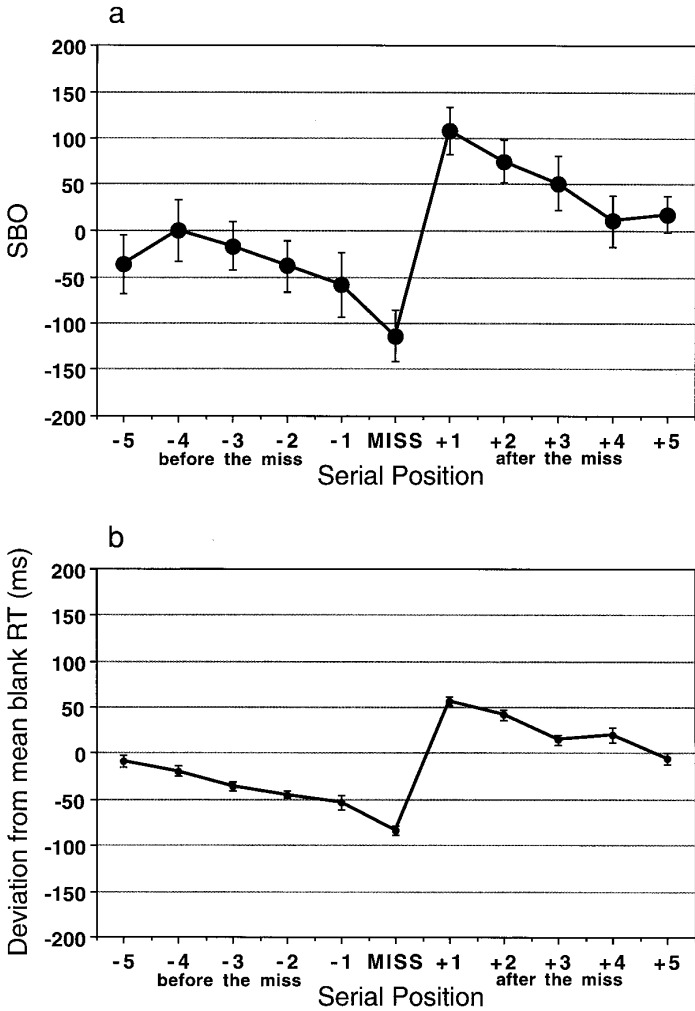 a
200
150
100
50
0
-50
-100
-150
-200
SBO
-5 -4 -3 -2 -1 MISS +1 +2 +3 +4 +5
before the miss after the miss
Serial Position
b
200
150
100
50
0
-50
-100
-150
-200
Deviation from mean blank RT (ms)
-5 -4 -3 -2 -1 MISS +1 +2 +3 +4 +5
before the miss after the miss
Serial Position